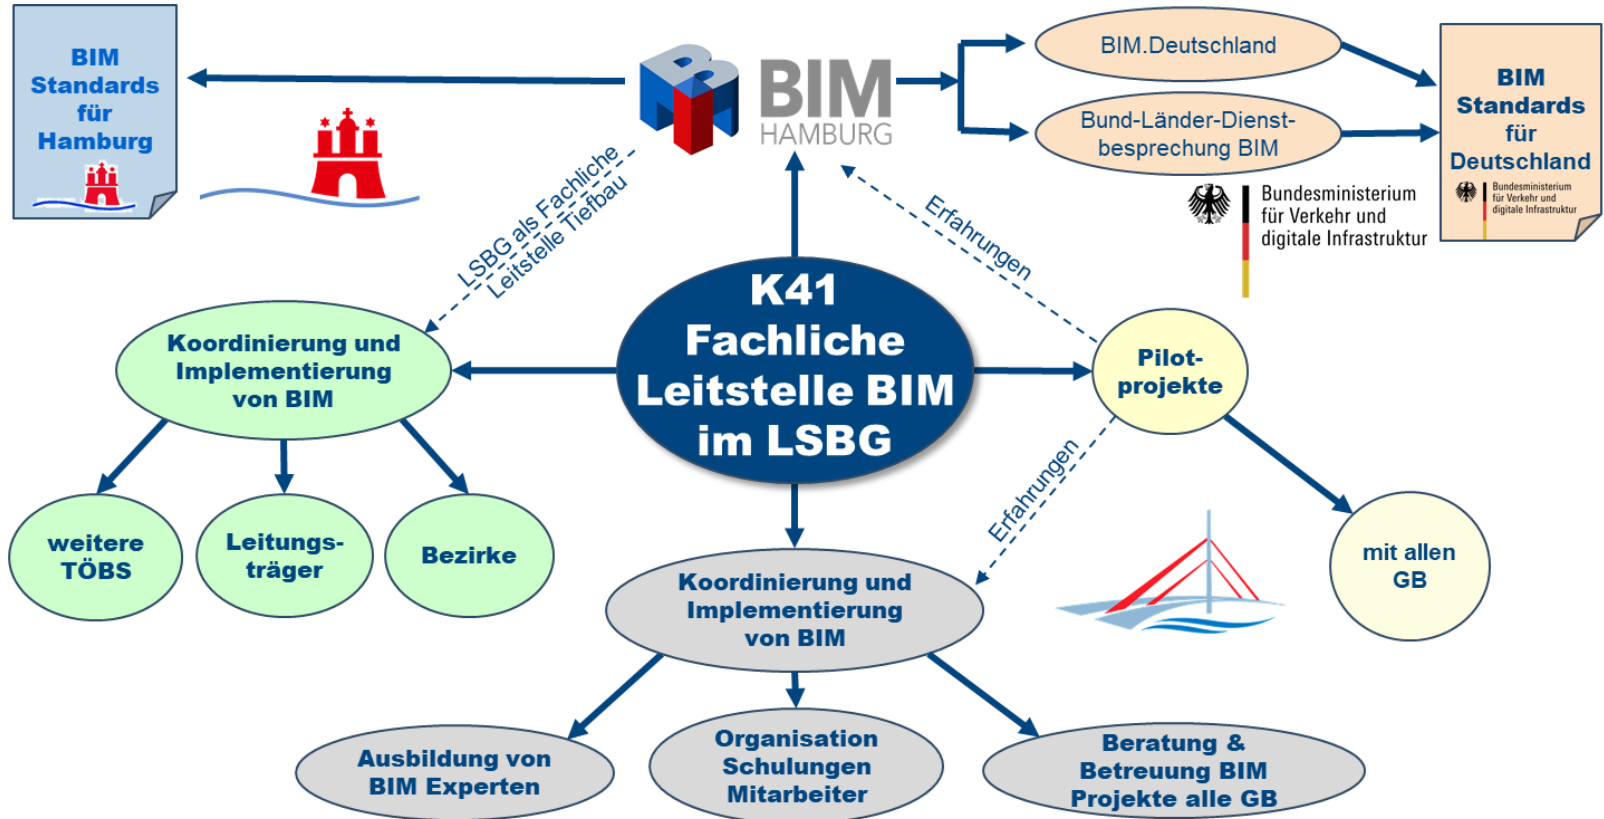 BIM
Standards
für
Hamburg
BIM
HAMBURG
BIM.Deutschland
Bund-Länder-Dienst-
besprechung BIM
BIM
Standards
für
Deutschland
Bundesministerium
für Verkehr und
digitale Infrastruktur
Bundesministerium
für Verkehr und
digitale Infrastruktur
LSBG als Fachliche
Leitstelle Tiefbau
Erfahrungen
K41
Fachliche
Leitstelle BIM
im LSBG
Koordinierung und
Implementierung
von BIM
Pilot-
projekte
weitere
TÖBS
Leitungs-
träger
Bezirke
Erfahrungen
mit allen
GB
Koordinierung und
Implementierung
von BIM
Ausbildung von
BIM Experten
Organisation
Schulungen
Mitarbeiter
Beratung &
Betreuung BIM
Projekte alle GB